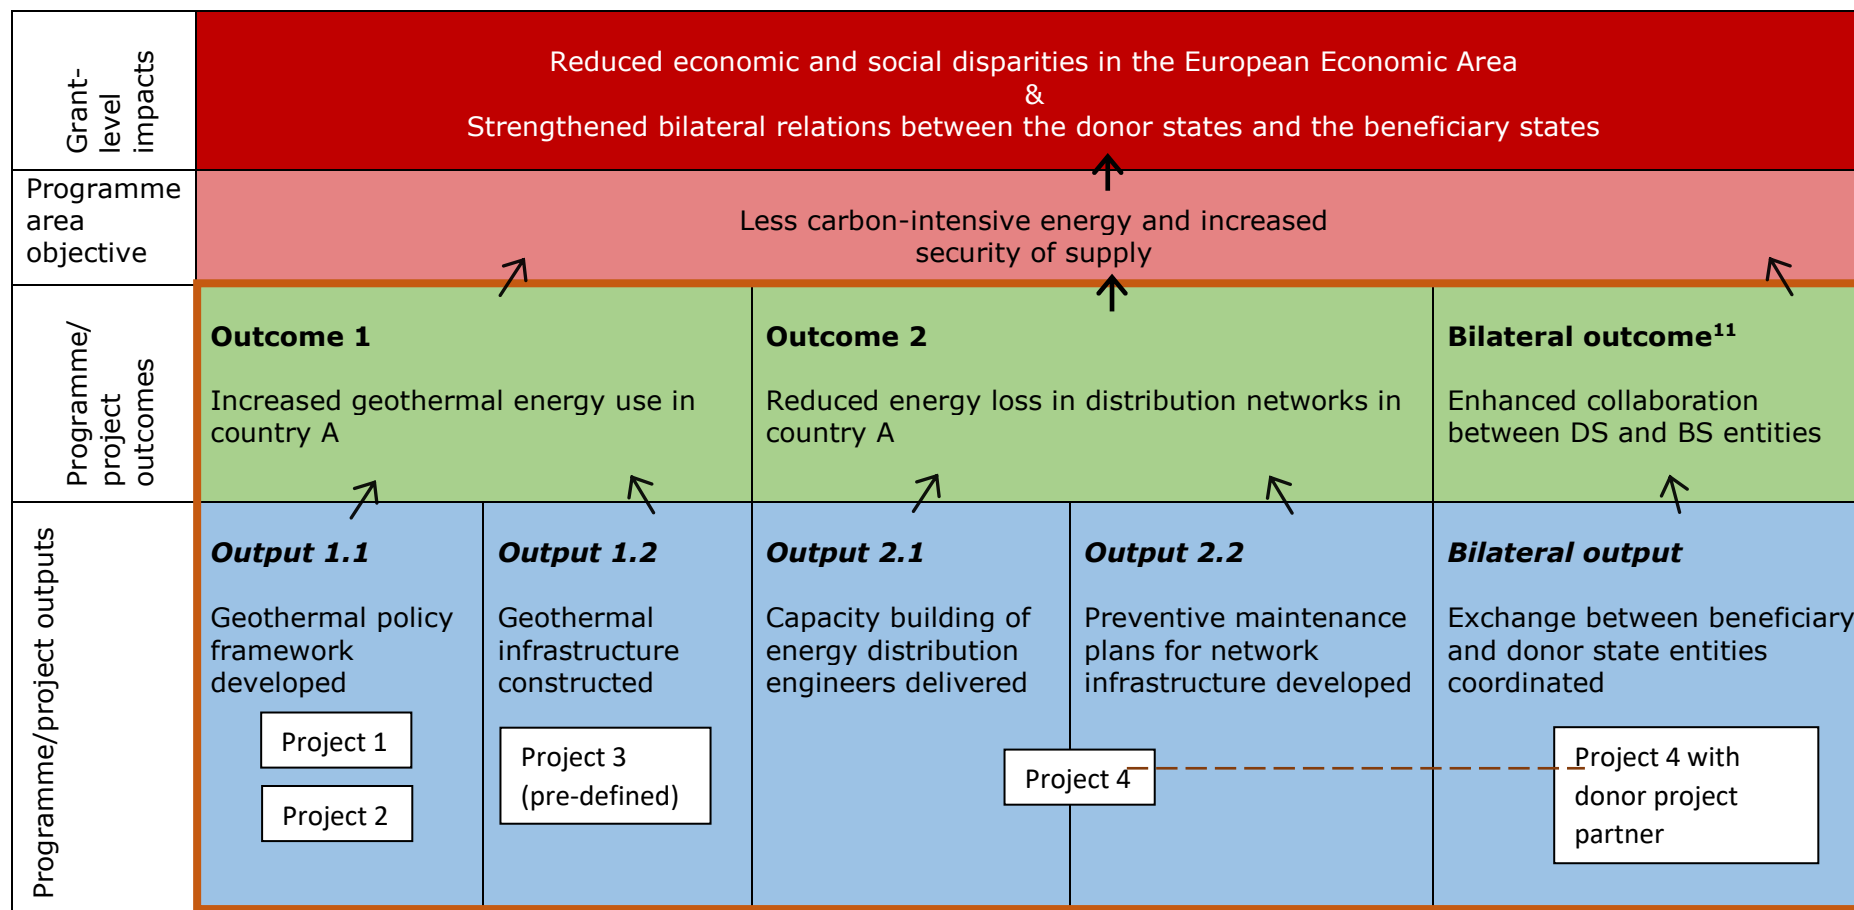 Grant-
level
impacts
Reduced economic and social disparities in the European Economic Area
&
Strengthened bilateral relations between the donor states and the beneficiary states
Programme
area
objective
Less carbon-intensive energy and increased
security of supply
Programme/
project
outcomes
Outcome 1
Increased geothermal energy use in
country A
Outcome 2
Reduced energy loss in distribution networks in
country A
Bilateral outcome11
Enhanced collaboration
between DS and BS entities
Programme/project outputs
Output 1.1
Geothermal policy
framework
developed
Project 1
Project 2
Output 1.2
Geothermal
infrastructure
constructed
Project 3
(pre-defined)
Output 2.1
Capacity building of
energy distribution
engineers delivered
Output 2.2
Preventive maintenance
plans for network
infrastructure developed
Project 4
Bilateral output
Exchange between beneficiary
and donor state entities
coordinated
Project 4 with
donor project
partner